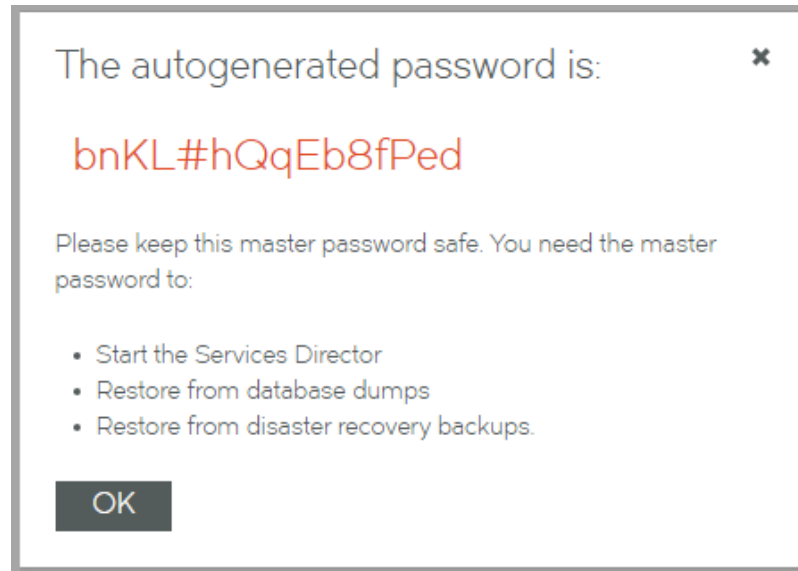 The autogenerated password is:
bnKL#hQqEb8fPed
Please keep this master password safe. You need the master
password to:
• Start the Services Director
• Restore from database dumps
• Restore from disaster recovery backups.
OK